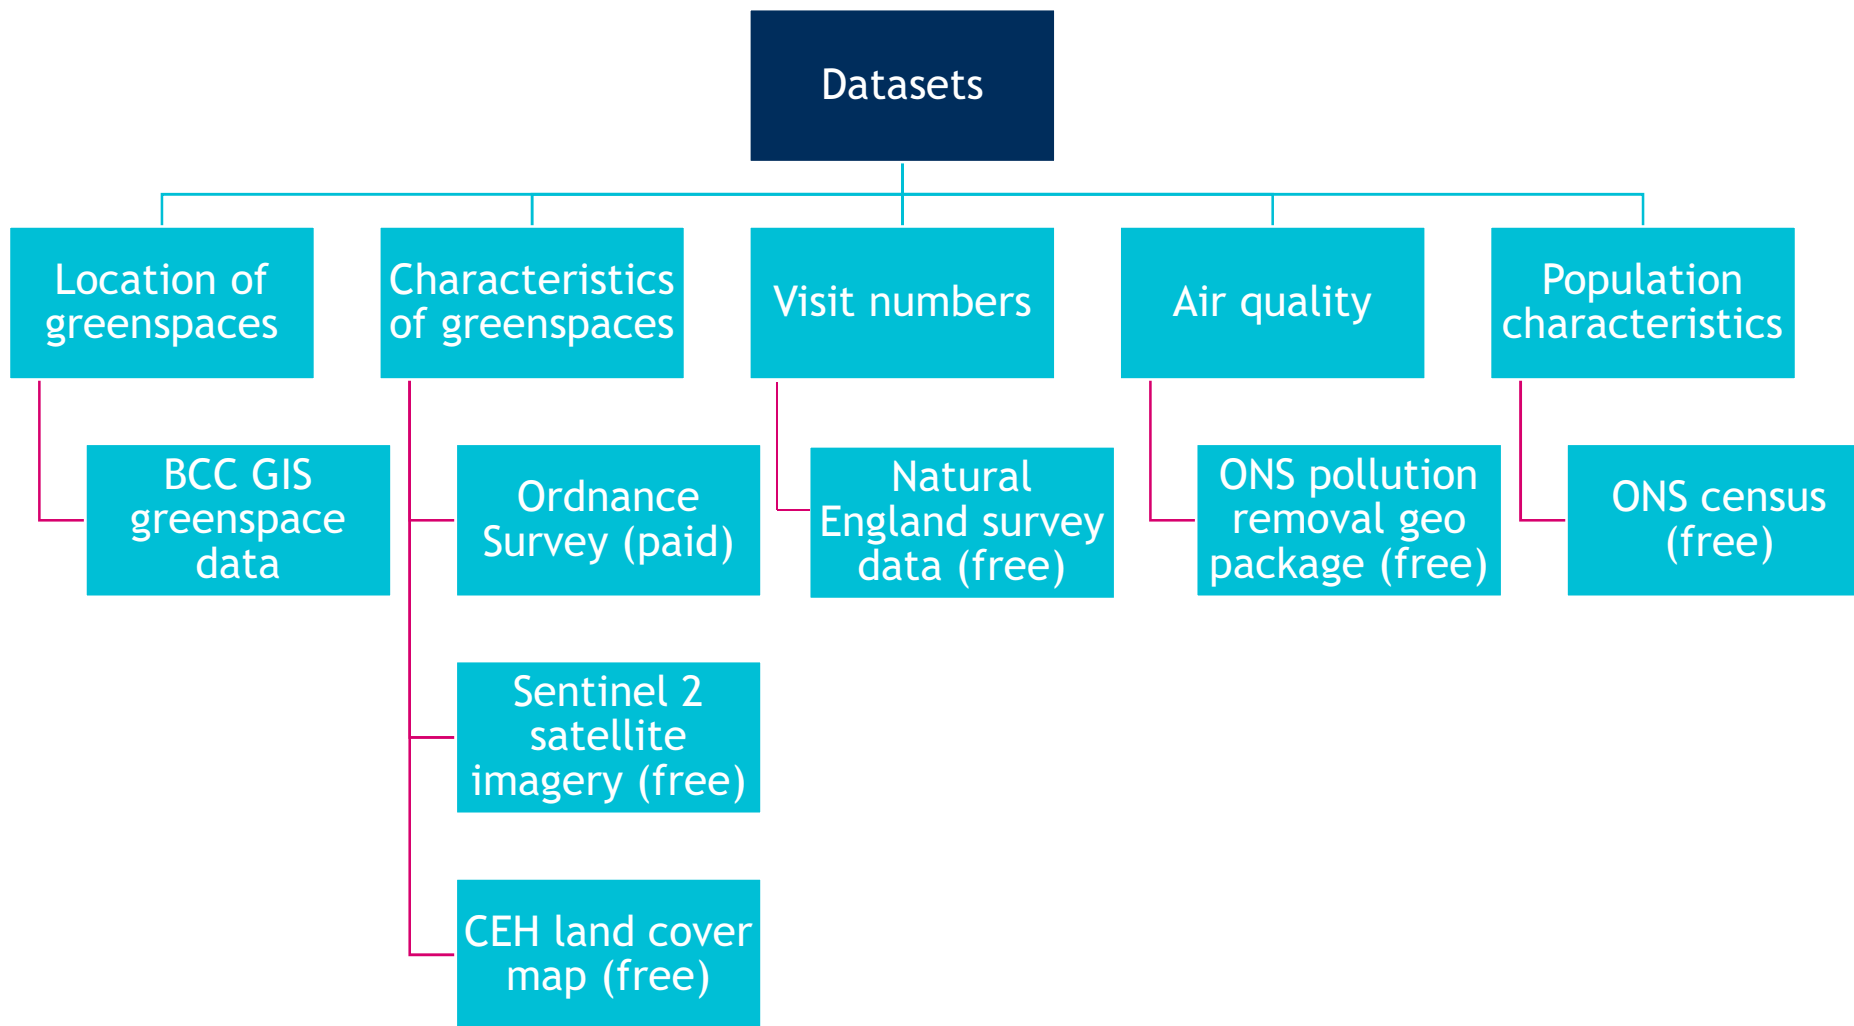 Datasets
Location of
greenspaces
Characteristics
of greenspaces
Visit numbers
Air quality
Population
characteristics
BCC GIS
greenspace
data
Ordnance
Survey (paid)
Natural
England survey
data (free)
ONS pollution
removal geo
package (free)
ONS census
(free)
Sentinel 2
satellite
imagery (free)
CEH land cover
map (free)